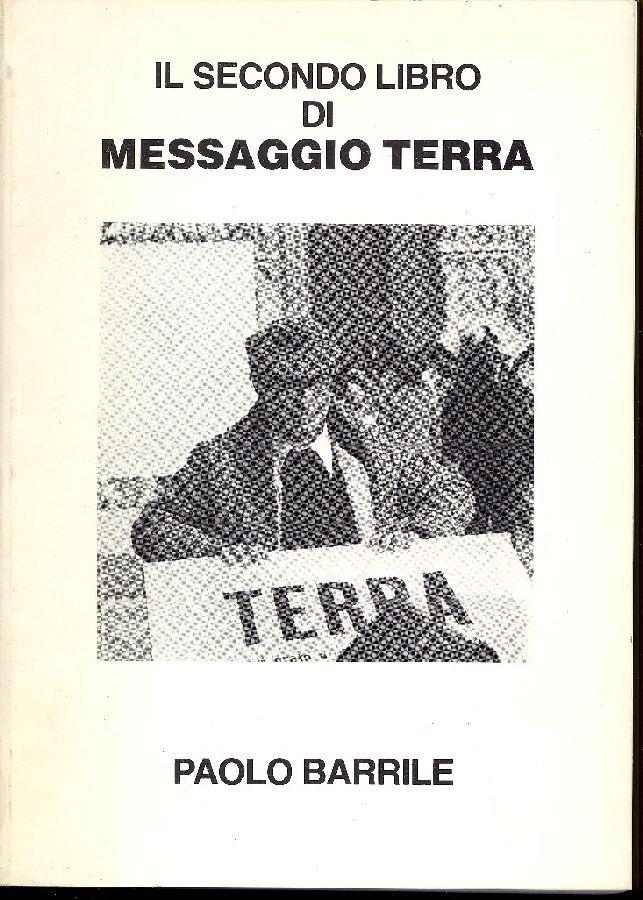 IL SECONDO LIBRO
DI
MESSAGGIO TERRA
TERRA
PAOLO BARRILE